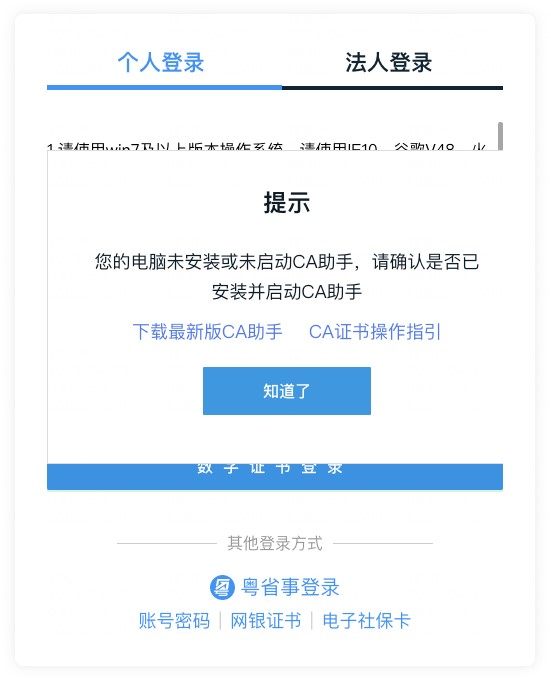 个人登录
法人登录
1.请使用win7及以上版本操作系统，请使用IE10、谷歌V48、火
提示
您的电脑未安装或未启动CA助手，请确认是否已
安装并启动CA助手
下载最新版CA助手 CA证书操作指引
知道了
数字证书登录
其他登录方式
粤省事登录
账号密码 | 网银证书 | 电子社保卡